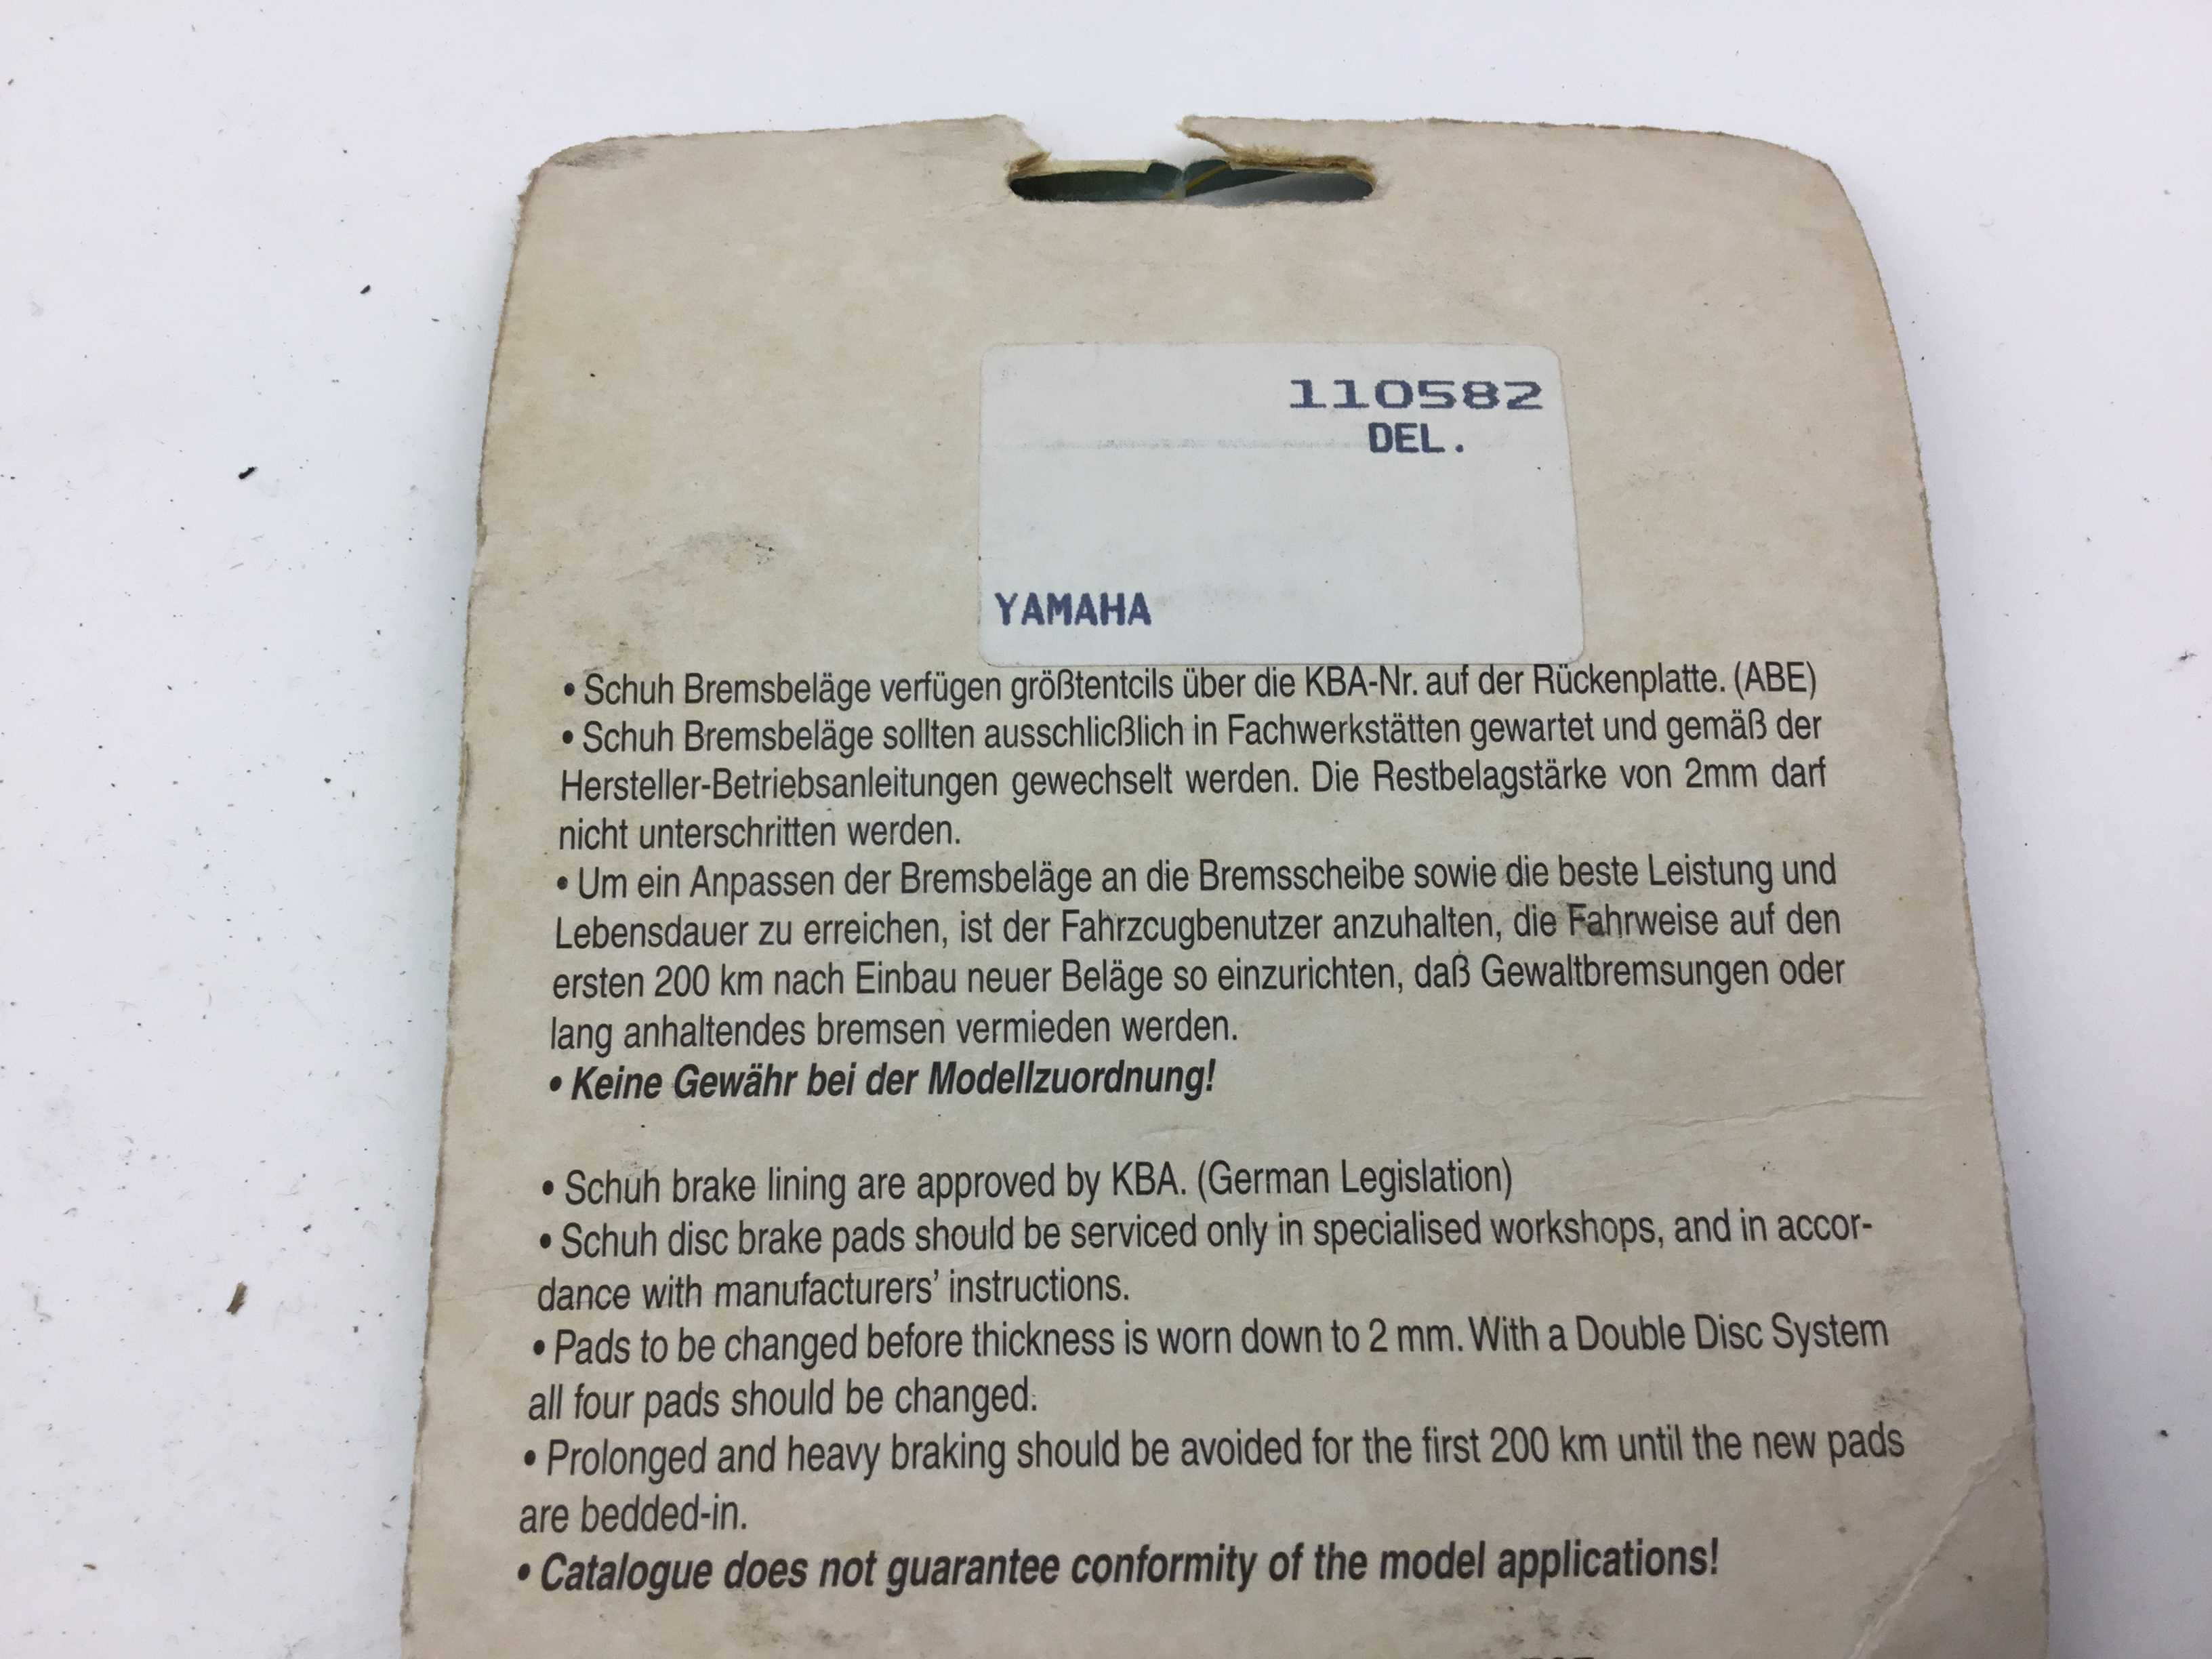 110582
DEL.
YAMAHA
• Schuh Bremsbeläge verfügen größtentcils über die KBA-Nr. auf der Rückenplatte. (ABE)
• Schuh Bremsbeläge sollten ausschlicßlich in Fachwerkstätten gewartet und gemäß der
Hersteller-Betriebsanleitungen gewechselt werden. Die Restbelagstärke von 2mm darf
nicht unterschritten werden.
• Um ein Anpassen der Bremsbeläge an die Bremsscheibe sowie die beste Leistung und
Lebensdauer zu erreichen, ist der Fahrzcugbenutzer anzuhalten, die Fahrweise auf den
ersten 200 km nach Einbau neuer Beläge so einzurichten, daß Gewaltbremsungen oder
lang anhaltendes bremsen vermieden werden.
• Keine Gewähr bei der Modellzuordnung!
• Schuh brake lining are approved by KBA. (German Legislation)
• Schuh disc brake pads should be serviced only in specialised workshops, and in accor-
dance with manufacturers' instructions.
• Pads to be changed before thickness is worn down to 2 mm. With a Double Disc System
all four pads should be changed.
• Prolonged and heavy braking should be avoided for the first 200 km until the new pads
are bedded-in.
• Catalogue does not guarantee conformity of the model applications!